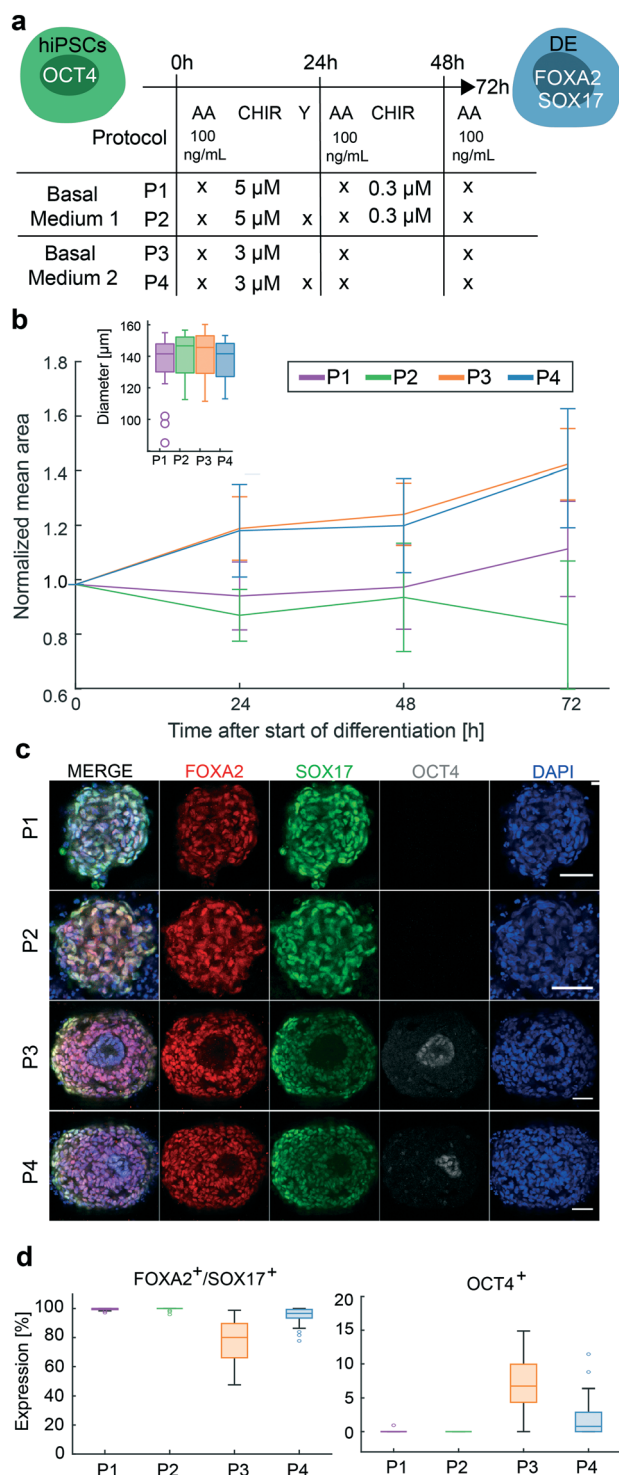 a
hiPSCs
OCT4
0h 24h 48h
72h
DE
FOXA2
SOX17
Protocol
AA CHIR Y AA CHIR AA
100 ng/mL 100 ng/mL 100 ng/mL
Basal Medium 1 P1 x 5 µM x 0.3 µM x
P2 x 5 µM x x 0.3 µM x
Basal Medium 2 P3 x 3 µM x x
P4 x 3 µM x x x
b
Diameter [µm]
160
140
120
100
P1 P2 P3 P4
P1 P2 P3 P4
Normalized mean area
1.8
1.6
1.4
1.2
1.0
0.8
0.6
0 24 48 72
Time after start of differentiation [h]
c
MERGE FOXA2 SOX17 OCT4 DAPI
P1
P2
P3
P4
d
FOXA2+/SOX17+
Expression [%]
100
80
60
40
20
0
P1 P2 P3 P4
OCT4+
20
15
10
5
0
P1 P2 P3 P4